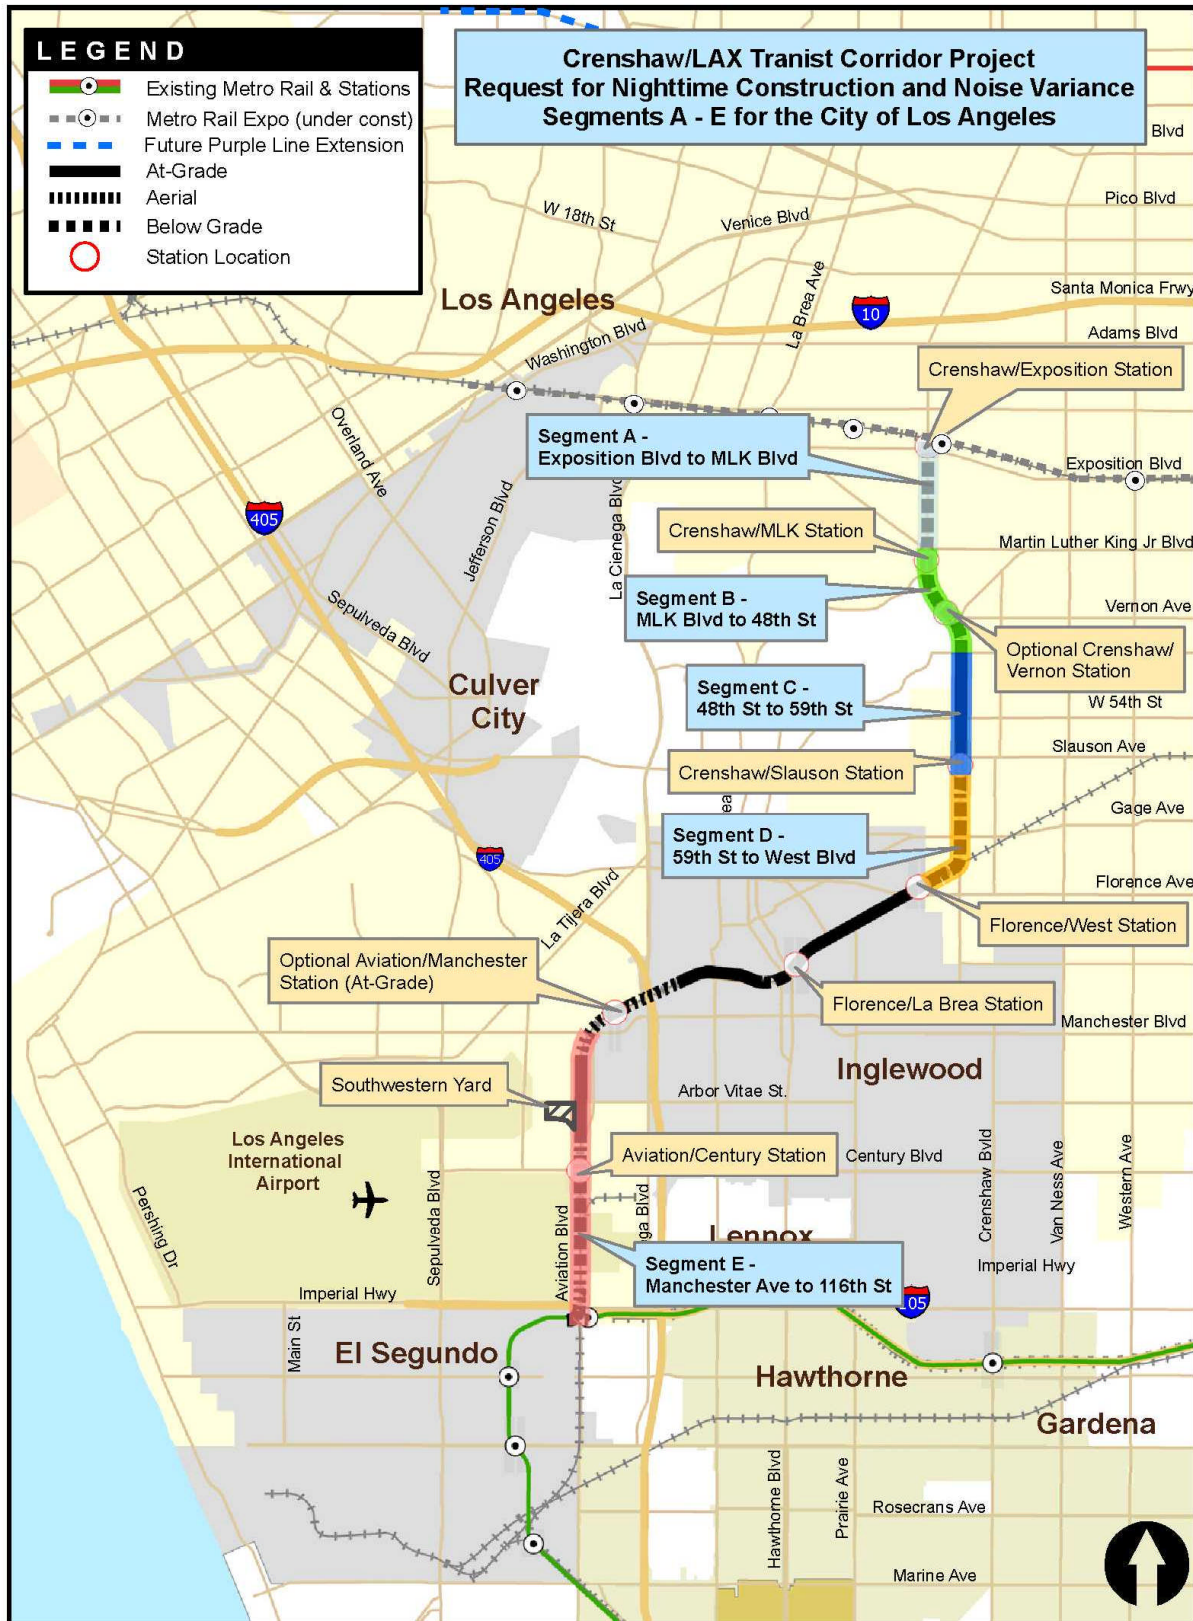 LEGEND
Existing Metro Rail & Stations
Metro Rail Expo (under const)
Future Purple Line Extension
At-Grade
Aerial
Below Grade
Station Location
Crenshaw/LAX Tranist Corridor Project
Request for Nighttime Construction and Noise Variance
Segments A - E for the City of Los Angeles
Blvd
Pico Blvd
W 18th St
Venice Blvd
La Brea Ave
Santa Monica Frwy
Los Angeles
10
Adams Blvd
Washington Blvd
Crenshaw/Exposition Station
Overland Ave
Segment A -
Exposition Blvd to MLK Blvd
Exposition Blvd
405
Jefferson Blvd
La Cienega Blvd
Crenshaw/MLK Station
Martin Luther King Jr Blvd
Sepulveda Blvd
Segment B -
MLK Blvd to 48th St
Vernon Ave
Optional Crenshaw/
Vernon Station
Culver
City
Segment C -
48th St to 59th St
W 54th St
Slauson Ave
Crenshaw/Slauson Station
ea
Gage Ave
Segment D -
59th St to West Blvd
405
La Tijera Blvd
Florence Ave
Florence/West Station
Optional Aviation/Manchester
Station (At-Grade)
Florence/La Brea Station
Manchester Blvd
Inglewood
Southwestern Yard
Arbor Vitae St.
Los Angeles
International
Airport
Aviation/Century Station
Century Blvd
Crenshaw Bvld
Van Ness Ave
Western Ave
Pershing Dr
Sepulveda Blvd
Aviation Blvd
ega Blvd
Lennox
Segment E -
Manchester Ave to 116th St
Imperial Hwy
Imperial Hwy
105
Main St
El Segundo
Hawthorne
Gardena
Hawthorne Blvd
Prairie Ave
Rosecrans Ave
Marine Ave